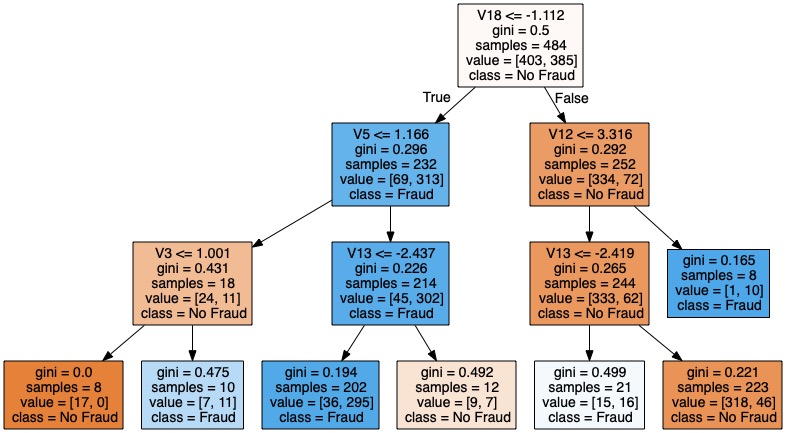 V18 <= -1.112
gini = 0.5
samples = 484
value = [403, 385]
class = No Fraud
True
False
V5 <= 1.166
gini = 0.296
samples = 232
value = [69, 313]
class = Fraud
V12 <= 3.316
gini = 0.292
samples = 252
value = [334, 72]
class = No Fraud
V3 <= 1.001
gini = 0.431
samples = 18
value = [24, 11]
class = No Fraud
V13 <= -2.437
gini = 0.226
samples = 214
value = [45, 302]
class = Fraud
V13 <= -2.419
gini = 0.265
samples = 244
value = [333, 62]
class = No Fraud
gini = 0.165
samples = 8
value = [1, 10]
class = Fraud
gini = 0.0
samples = 8
value = [17, 0]
class = No Fraud
gini = 0.475
samples = 10
value = [7, 11]
class = Fraud
gini = 0.194
samples = 202
value = [36, 295]
class = Fraud
gini = 0.492
samples = 12
value = [9, 7]
class = No Fraud
gini = 0.499
samples = 21
value = [15, 16]
class = Fraud
gini = 0.221
samples = 223
value = [318, 46]
class = No Fraud